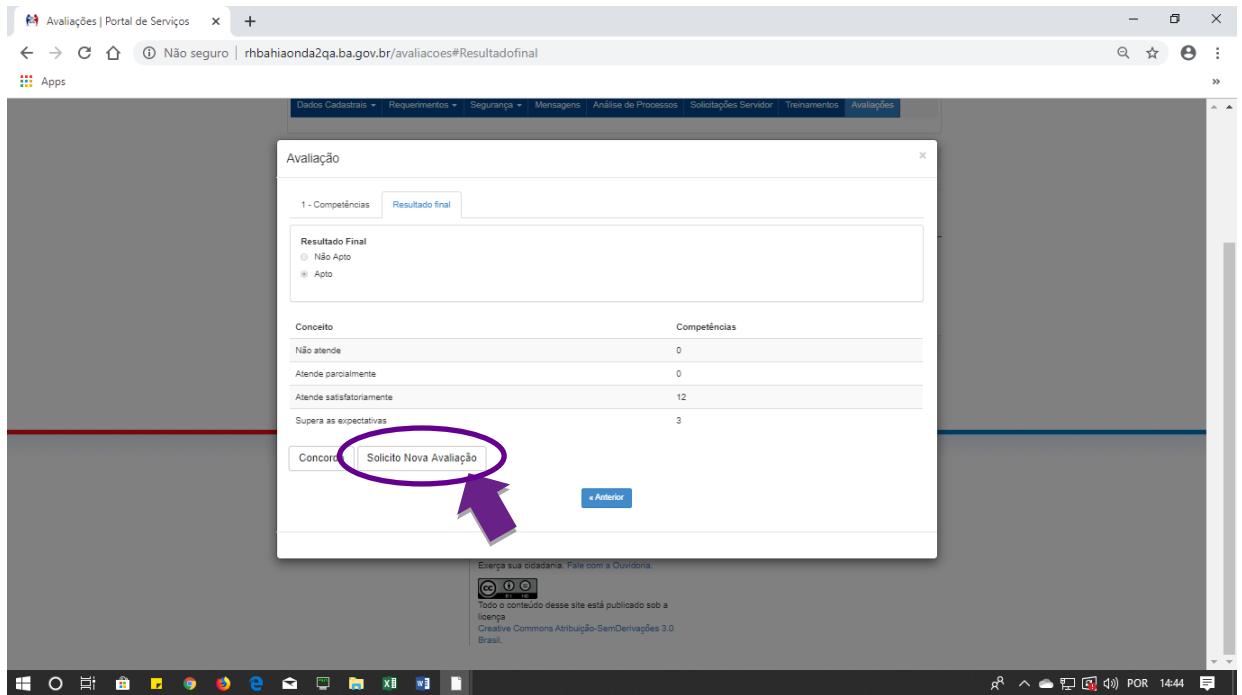 Avaliações | Portal de Serviços
Não seguro | rhbahiaonda2qa.ba.gov.br/avaliacoes#Resultadofinal
Apps
Dados Cadastrais Requerimentos Segurança Mensagens Análise de Processos Solicitações Servidor Treinamentos Avaliações
Avaliação
1 - Competências Resultado final
Resultado Final
Não Apto
Apto
Conceito Competências
Não atende 0
Atende parcialmente 0
Atende satisfatoriamente 12
Supera as expectativas 3
Concordo Solicito Nova Avaliação
« Anterior
Exerça sua cidadania. Fale com a Ouvidoria.
cc
BY ND
Todo o conteúdo desse site está publicado sob a
licença
Creative Commons Atribuição-SemDerivações 3.0
Brasil.
POR 14:44